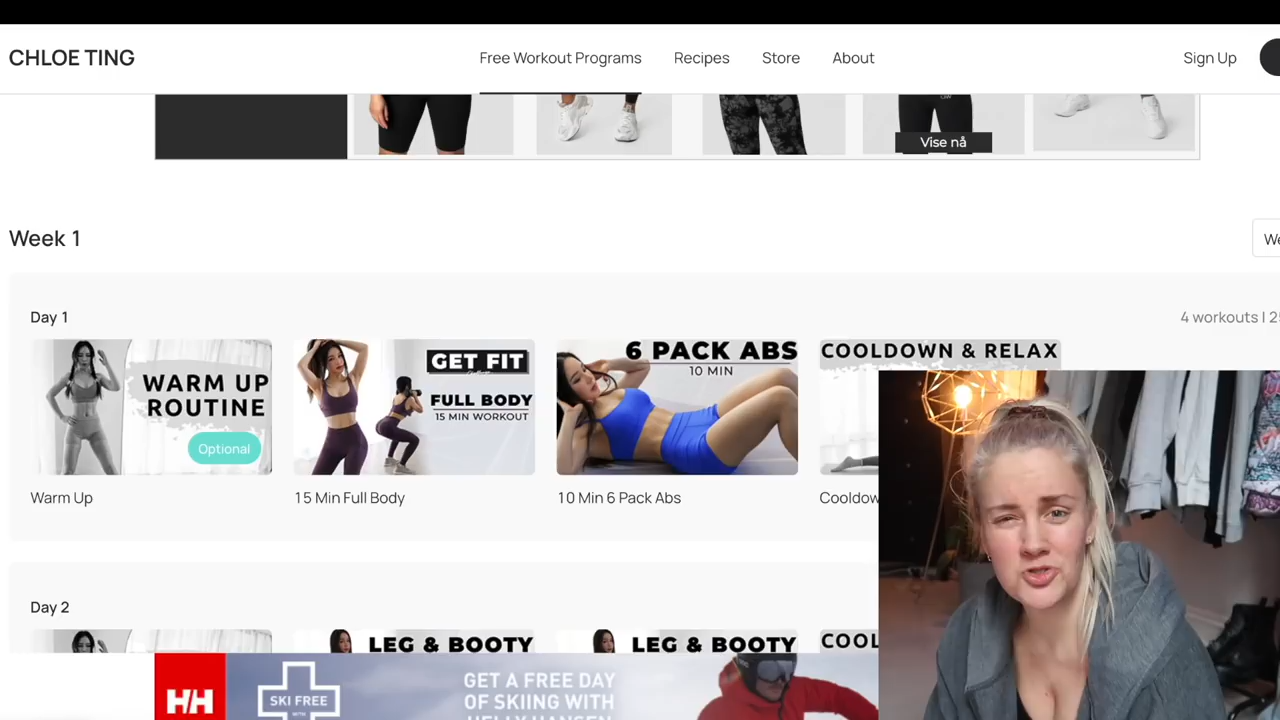 CHLOE TING
Free Workout Programs
Recipes
Store
About
Sign Up
Vise nå
Week 1
Day 1
4 workouts |
WARM UP
ROUTINE
Optional
GET FIT
FULL BODY
15 MIN WORKOUT
6 PACK ABS
10 MIN
COOLDOWN & RELAX
Warm Up
15 Min Full Body
10 Min 6 Pack Abs
Day 2
LEG & BOOTY
LEG & BOOTY
HH
SKI FREE
WITH
GET A FREE DAY
OF SKIING WITH
HELLY HANSEN